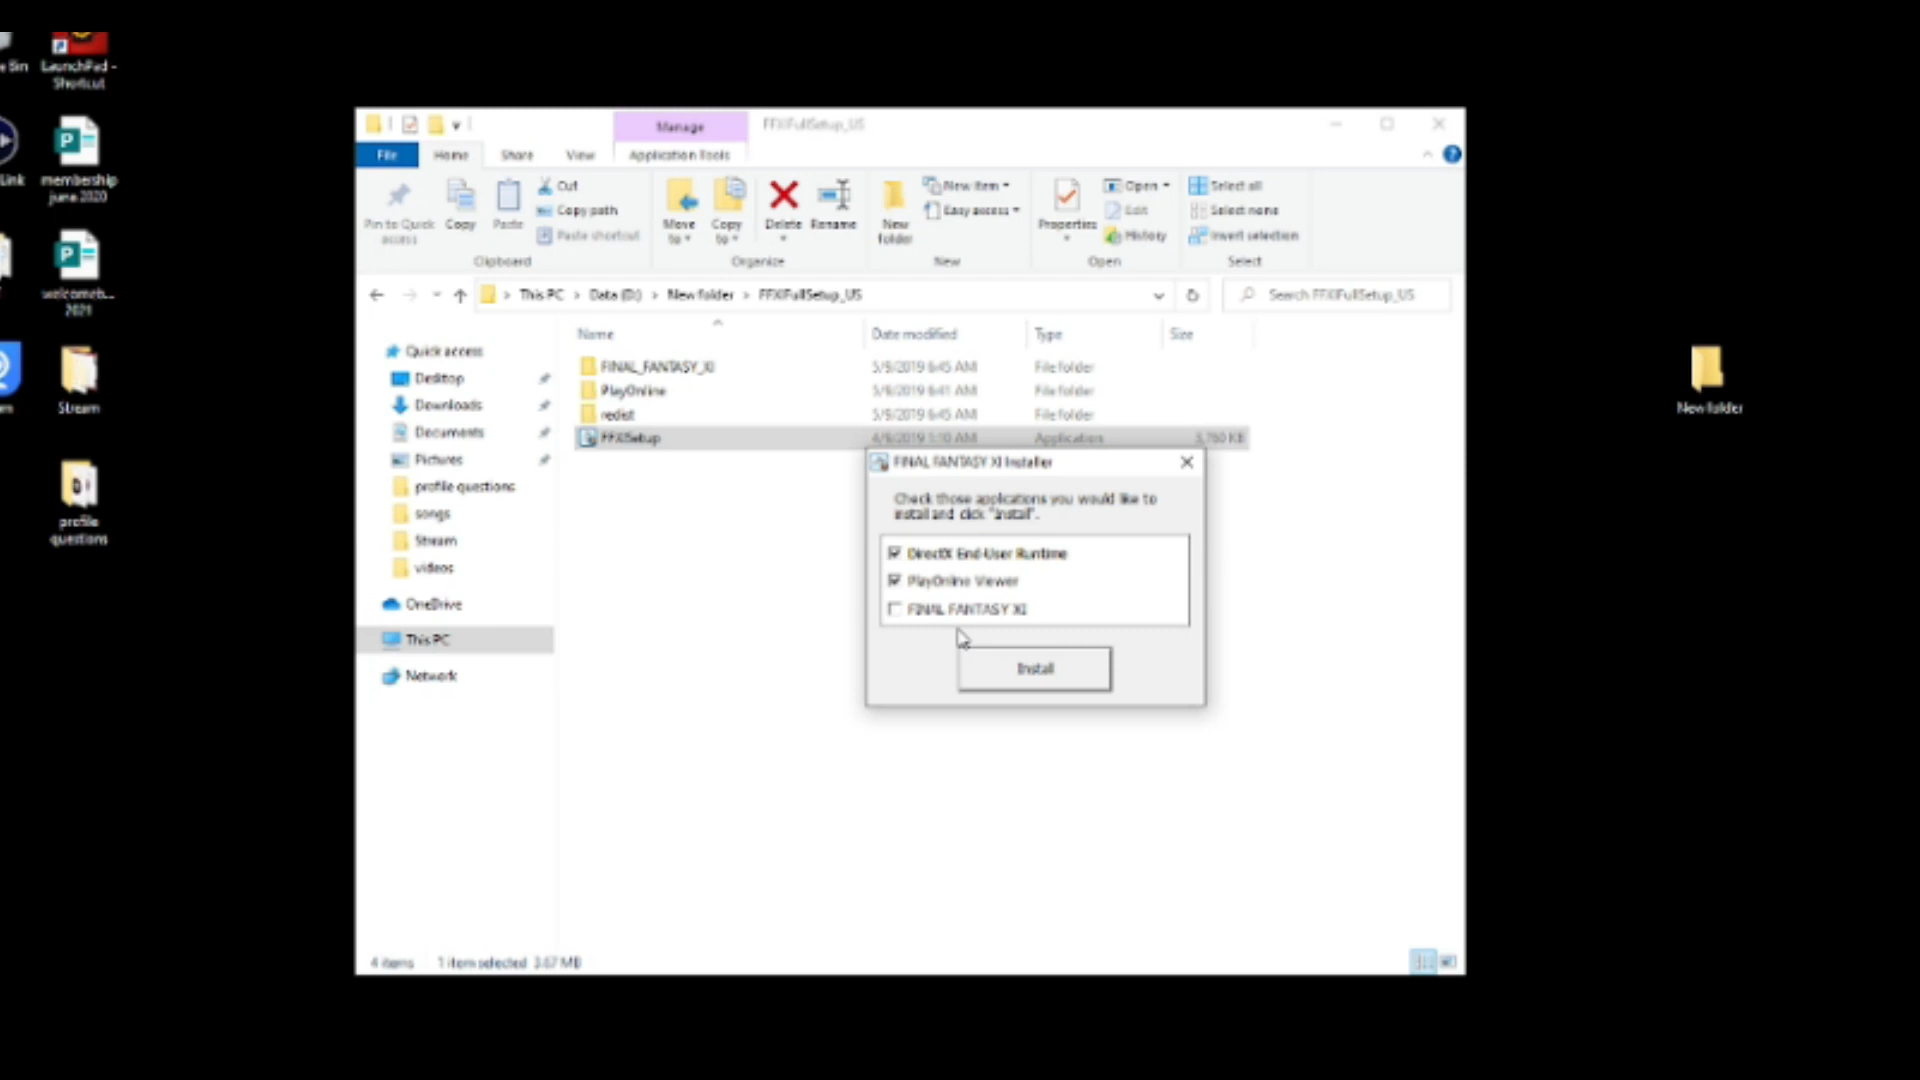 e Bin
LaunchPad -
Shortcut
Link
membership
june 2020
welcomeb...
2021
Stream
profile
questions
Manage
FFXIFullSetup_US
File
Home
Share
View
Application Tools
Pin to Quick
access
Copy
Paste
Cut
Copy path
Paste shortcut
Move
to
Copy
to
Delete
Rename
New
folder
New item
Easy access
Properties
Open
Edit
History
Select all
Select none
Invert selection
Clipboard
Organize
New
Open
Select
This PC > Data (D:) > New folder > FFXIFullSetup_US
Search FFXIFullSetup_US
Name
Date modified
Type
Size
Quick access
Desktop
Downloads
Documents
Pictures
profile questions
songs
Stream
videos
OneDrive
This PC
Network
FINAL_FANTASY_XI 5/9/2019 6:45 AM File folder
PlayOnline 5/9/2019 6:41 AM File folder
redist 5/9/2019 6:45 AM File folder
FFXISetup 4/9/2019 1:10 AM Application 3,760 KB
FINAL FANTASY XI Installer
Check those applications you would like to
install and click "Install".
DirectX End-User Runtime
PlayOnline Viewer
FINAL FANTASY XI
Install
New folder
4 items
1 item selected 3.67 MB